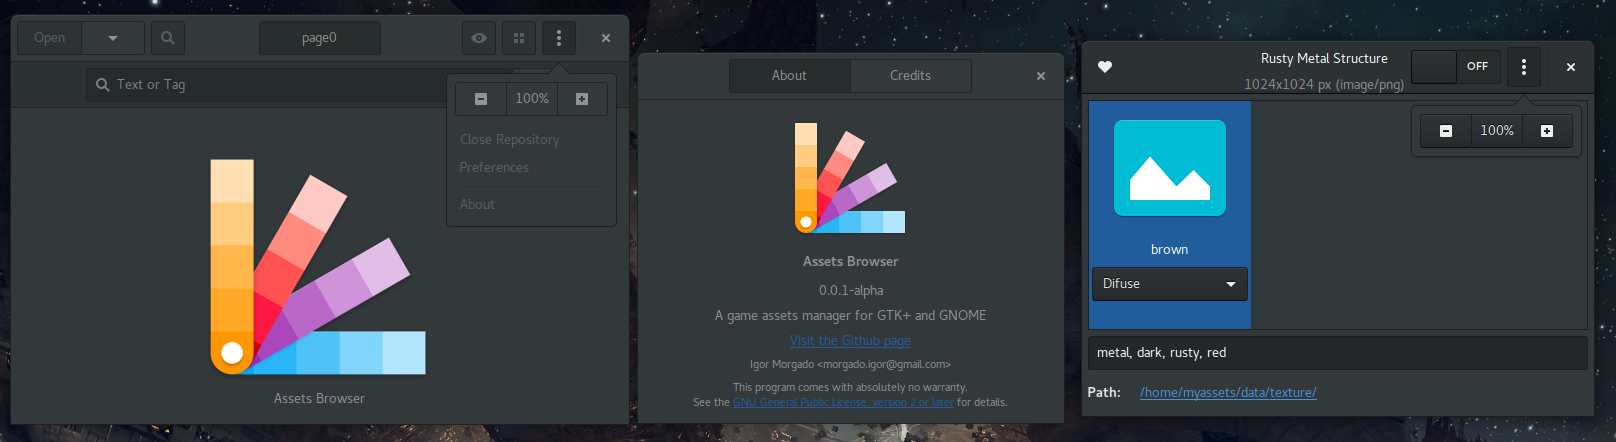 Open
page0
Text or Tag
100%
Close Repository
Preferences
About
Assets Browser
About
Credits
Assets Browser
0.0.1-alpha
A game assets manager for GTK+ and GNOME
Visit the Github page
Igor Morgado <morgado.igor@gmail.com>
This program comes with absolutely no warranty.
See the GNU General Public License, version 2 or later for details.
Rusty Metal Structure
1024x1024 px (image/png)
OFF
100%
brown
Difuse
metal, dark, rusty, red
Path: /home/myassets/data/texture/